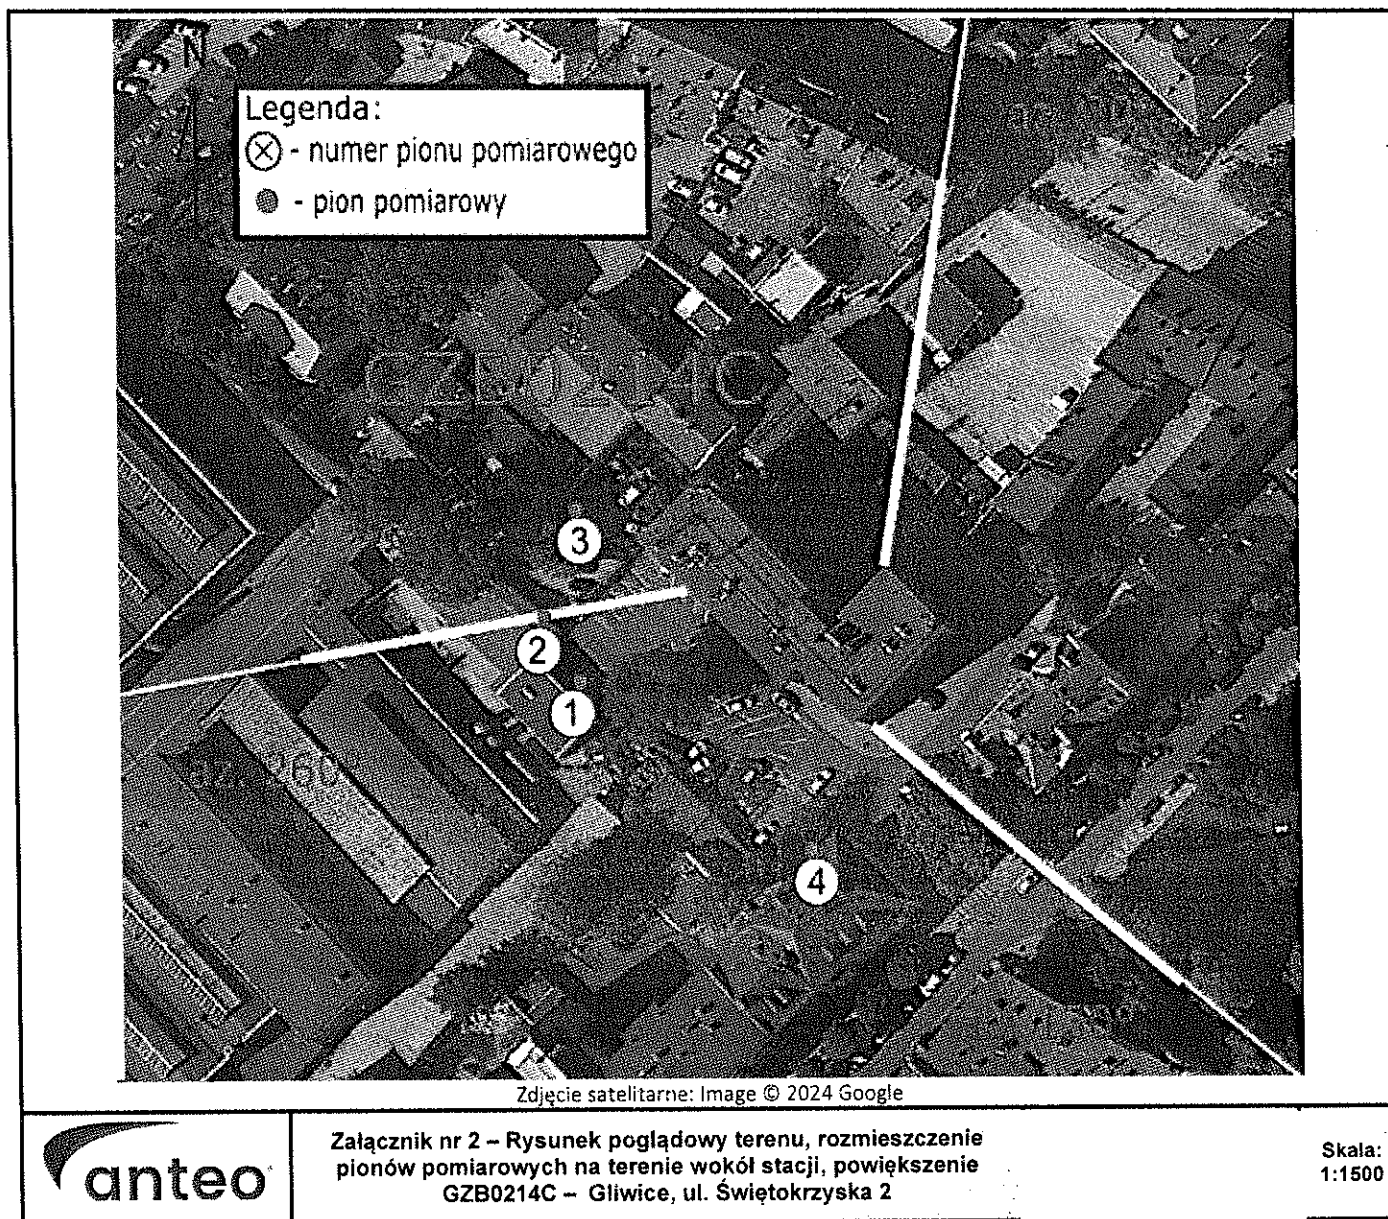 N
Legenda:
- numer pionu pomiarowego
- pion pomiarowy
GZB0214C
3
2
1
4
Zdjęcie satelitarne: Image © 2024 Google
anteo
Załącznik nr 2 – Rysunek poglądowy terenu, rozmieszczenie
pionów pomiarowych na terenie wokół stacji, powiększenie
GZB0214C – Gliwice, ul. Świętokrzyska 2
Skala:
1:1500